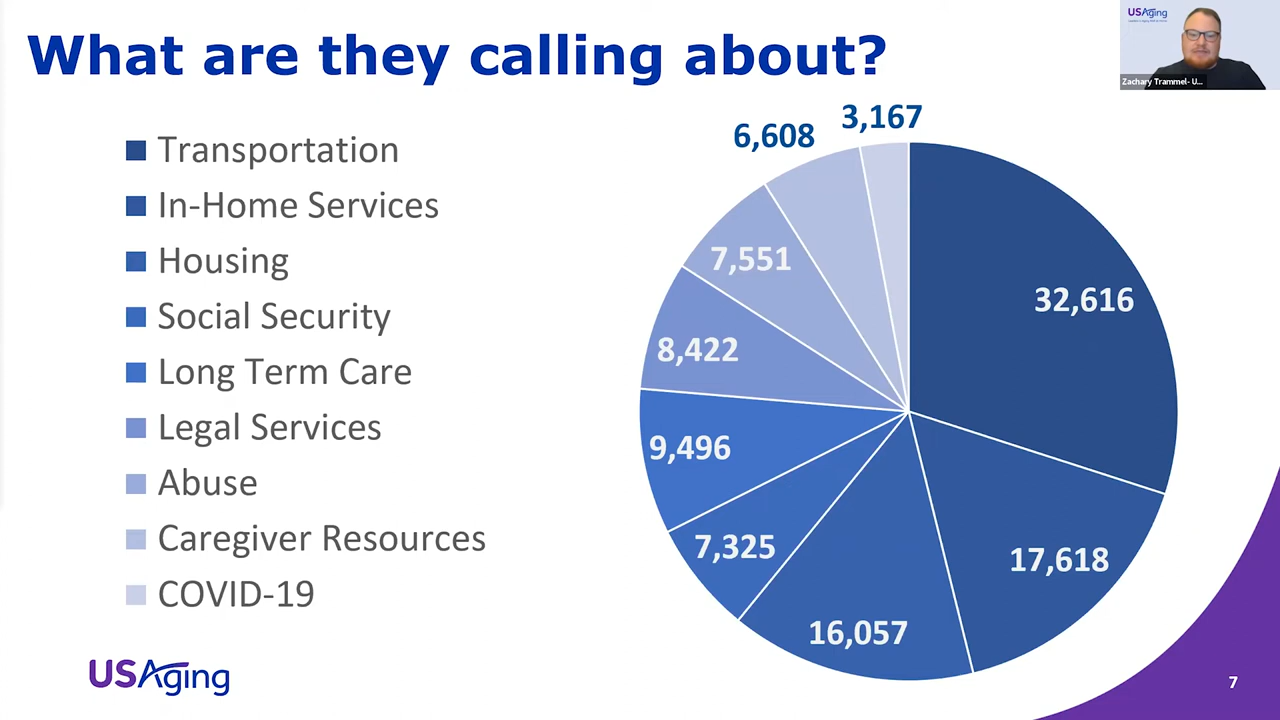 What are they calling about?
USAging
Zachary Trammel- U...
Transportation
In-Home Services
Housing
Social Security
Long Term Care
Legal Services
Abuse
Caregiver Resources
COVID-19
3,167
6,608
7,551
32,616
8,422
9,496
7,325
17,618
16,057
USAging
7